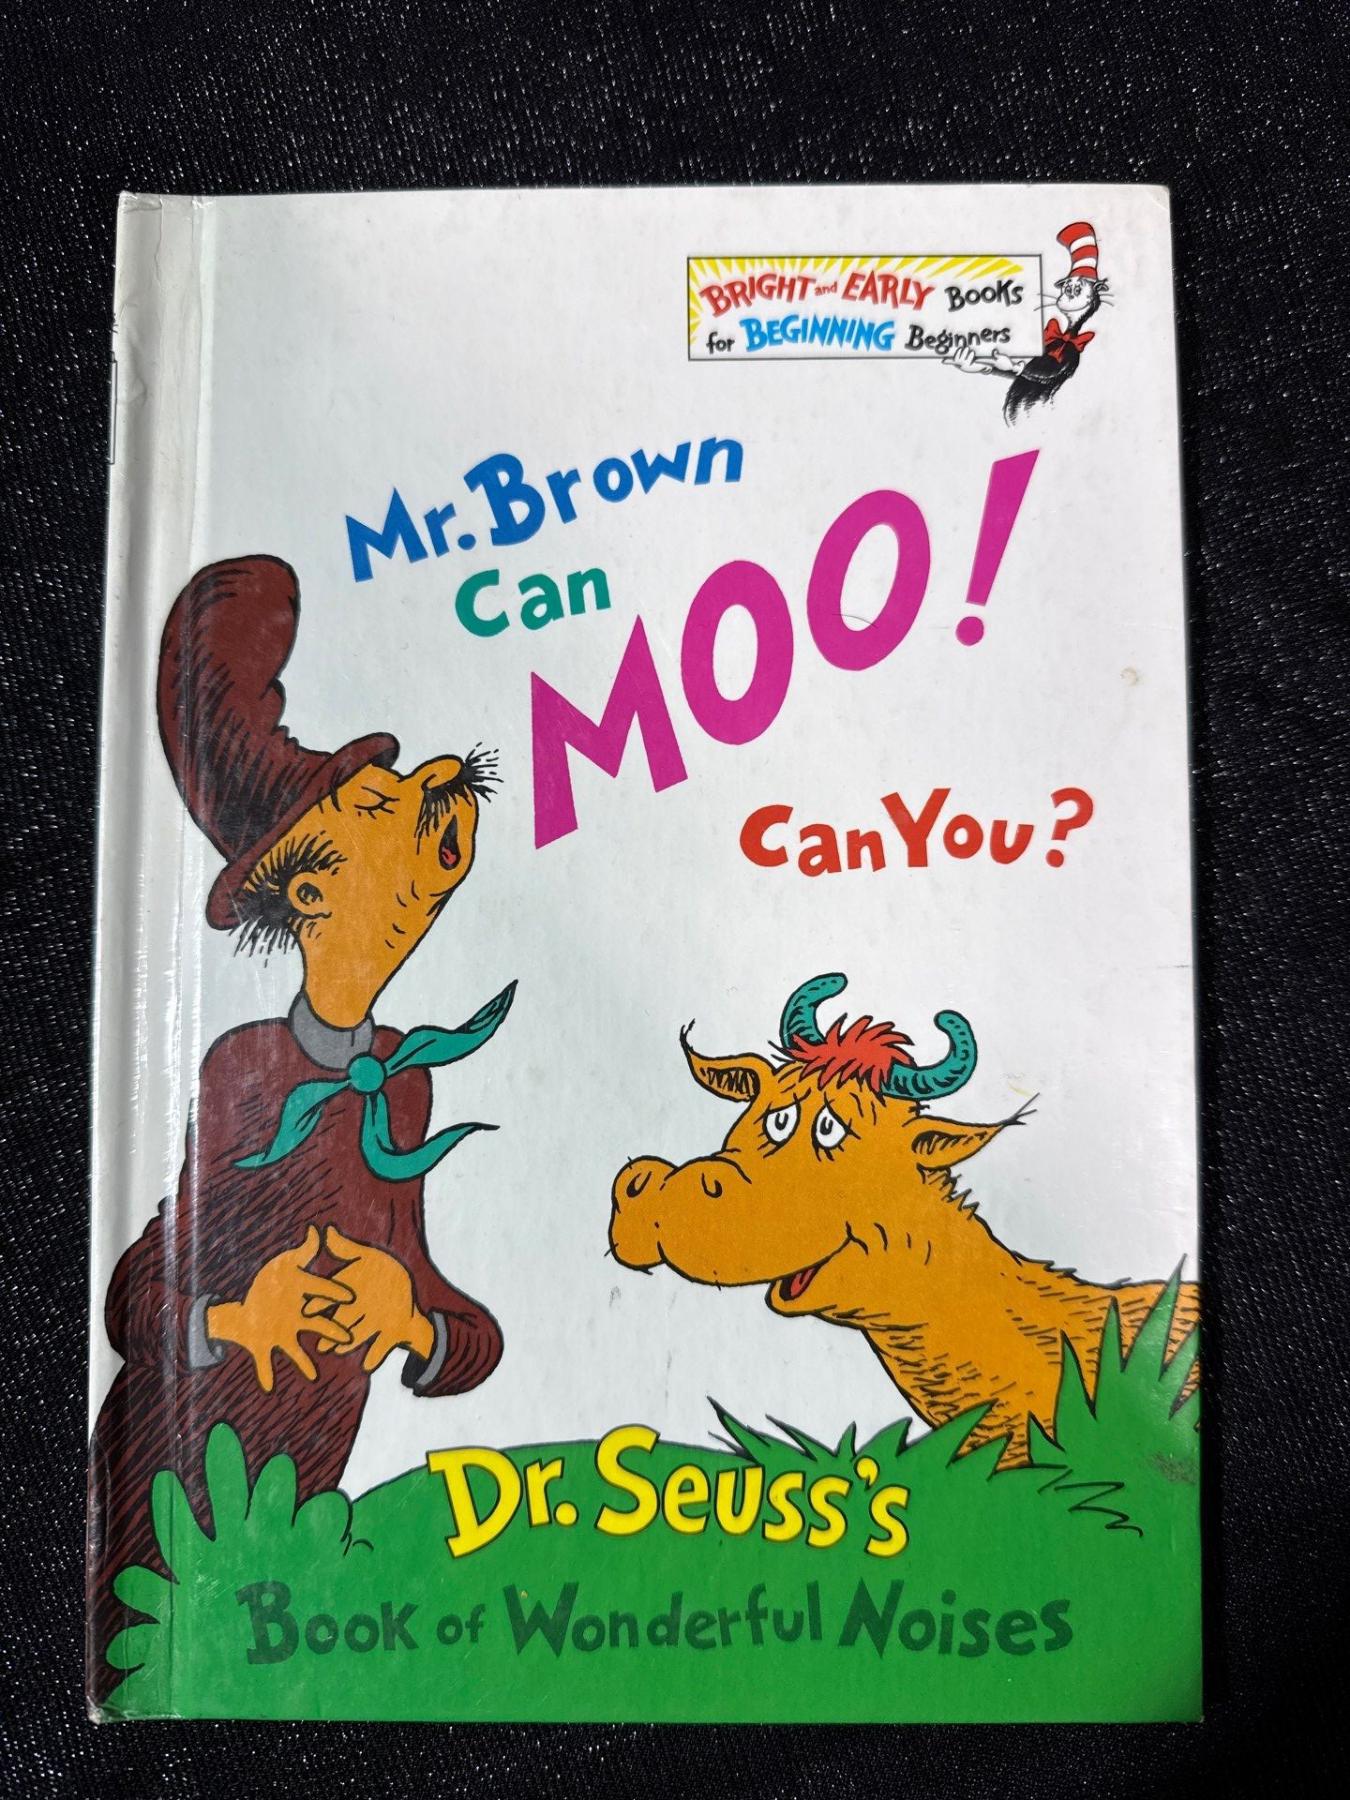 BRIGHT and EARLY Books
for BEGINNING Beginners
Mr. Brown
Can
MOO!
Can You?
Dr. Seuss's
Book of Wonderful Noises